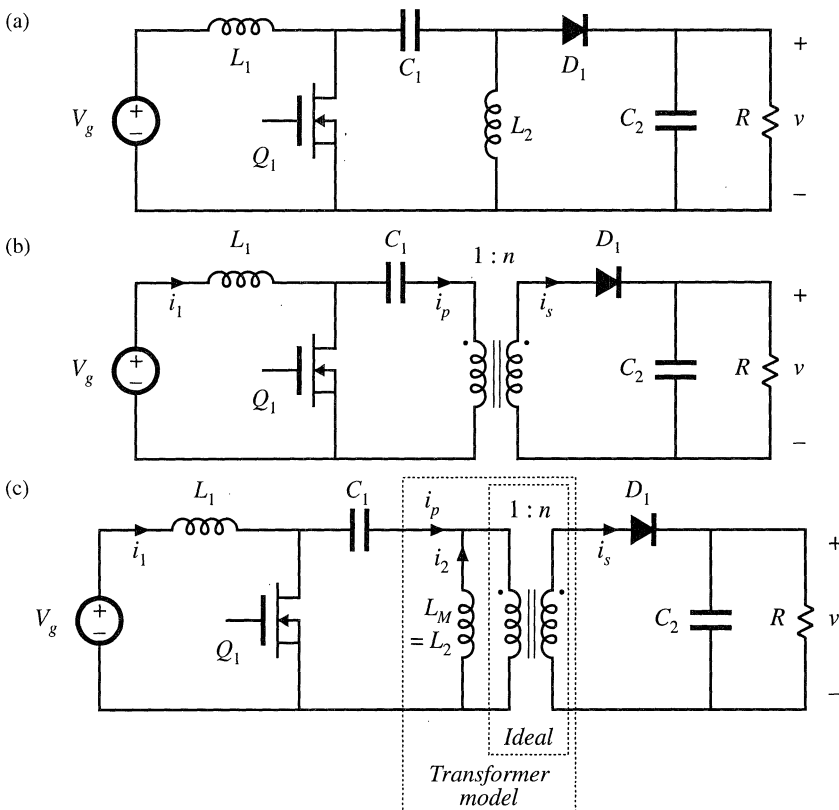 (a)
L1
C1
D1
Vg
+
−
Q1
L2
C2
R
+
v
−
(b)
L1
C1
1 : n
D1
i1
ip
is
Vg
+
−
Q1
C2
R
+
v
−
(c)
L1
C1
ip
1 : n
D1
i1
i2
is
Vg
+
−
Q1
LM
= L2
C2
R
+
v
−
Ideal
Transformer
model